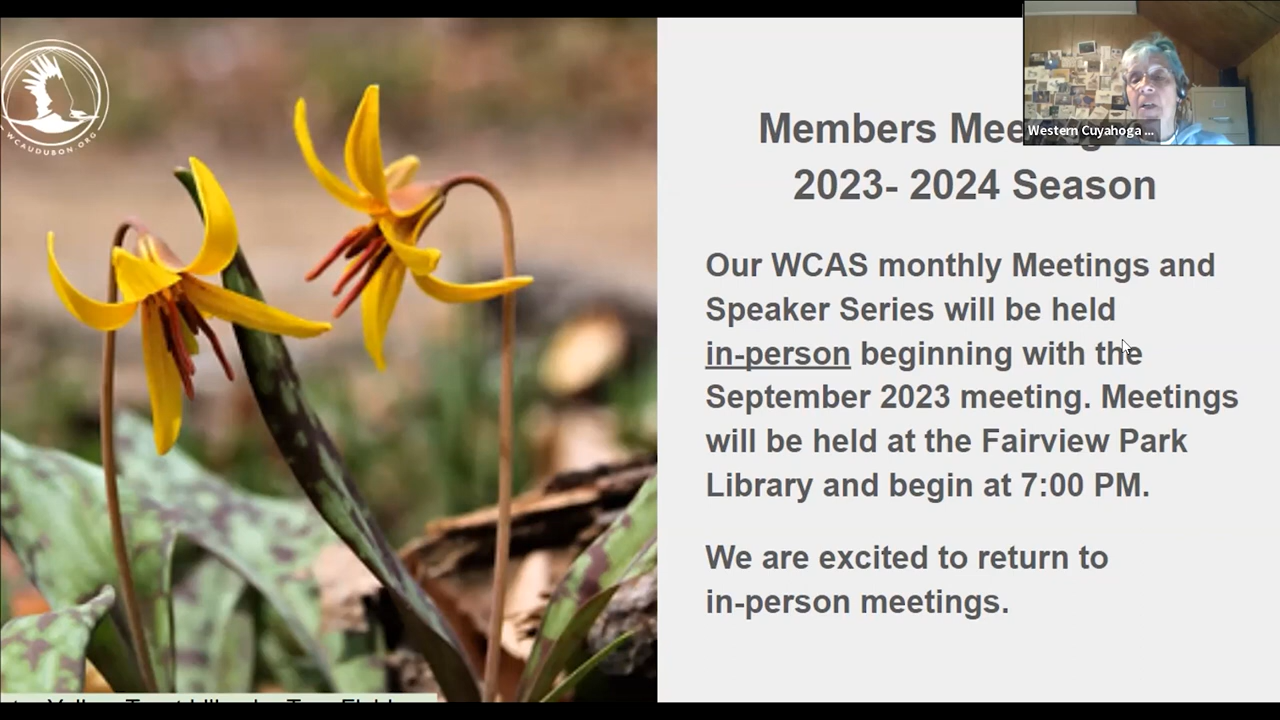 WCAUDUBON.ORG
Members Mee
2023- 2024 Season
Western Cuyahoga ...
Our WCAS monthly Meetings and
Speaker Series will be held
in-person beginning with the
September 2023 meeting. Meetings
will be held at the Fairview Park
Library and begin at 7:00 PM.
We are excited to return to
in-person meetings.